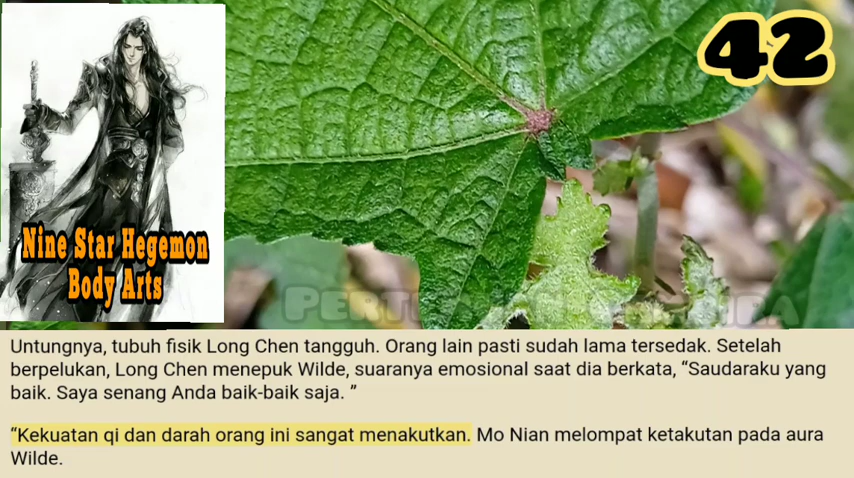 42
Nine Star Hegemon
Body Arts
Untungnya, tubuh fisik Long Chen tangguh. Orang lain pasti sudah lama tersedak. Setelah
berpelukan, Long Chen menepuk Wilde, suaranya emosional saat dia berkata, “Saudaraku yang
baik. Saya senang Anda baik-baik saja. ”
“Kekuatan qi dan darah orang ini sangat menakutkan. Mo Nian melompat ketakutan pada aura
Wilde.